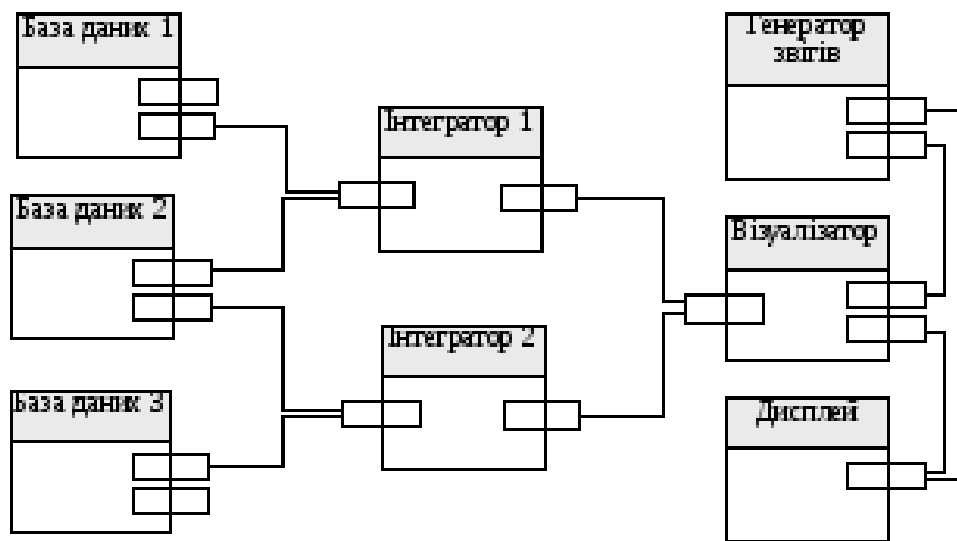 База даних 1
Інтегратор 1
База даних 2
Інтегратор 2
База даних 3
Генератор
звітів
Візуалізатор
Дисплей